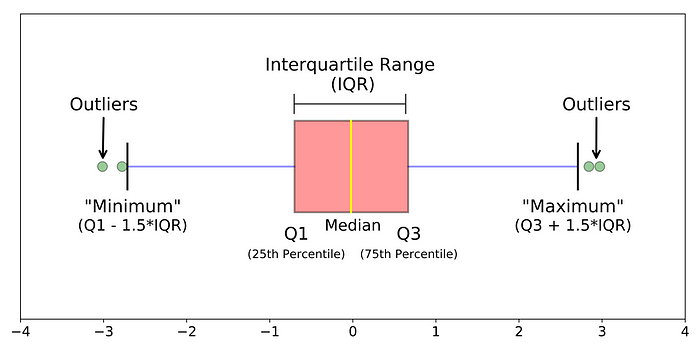 Interquartile Range
(IQR)
Outliers
Outliers
"Minimum"
(Q1 - 1.5*IQR)
"Maximum"
(Q3 + 1.5*IQR)
Median
Q1
Q3
(25th Percentile)
(75th Percentile)
−4
−3
−2
−1
0
1
2
3
4